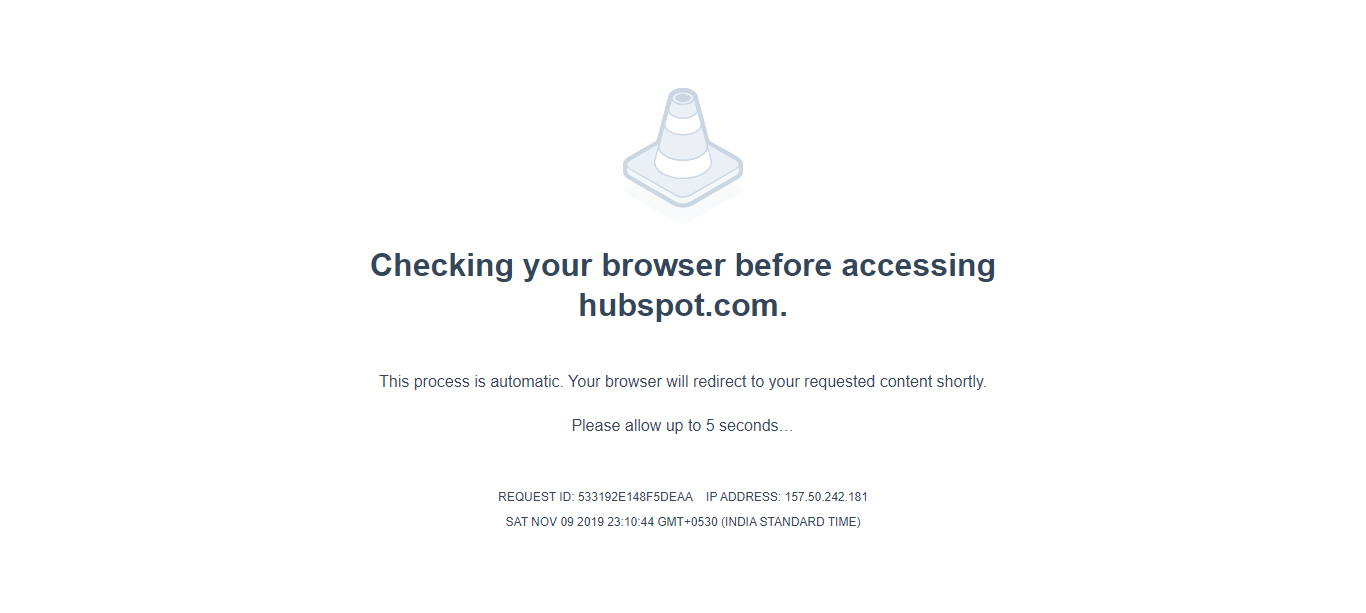 Checking your browser before accessing
hubspot.com.
This process is automatic. Your browser will redirect to your requested content shortly.
Please allow up to 5 seconds…
REQUEST ID: 533192E148F5DEAA IP ADDRESS: 157.50.242.181
SAT NOV 09 2019 23:10:44 GMT+0530 (INDIA STANDARD TIME)